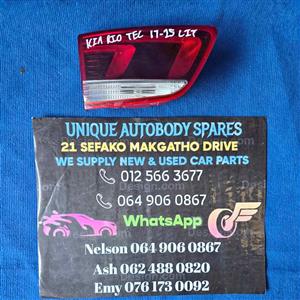 KIA RIO TEC 17-23 L I T
UNIQUE AUTOBODY SPARES
21 SEFAKO MAKGATHO DRIVE
WE SUPPLY NEW & USED CAR PARTS
012 566 3677
064 906 0867
WhatsApp
Nelson 064 906 0867
Ash 062 488 0820
Emy 076 173 0092